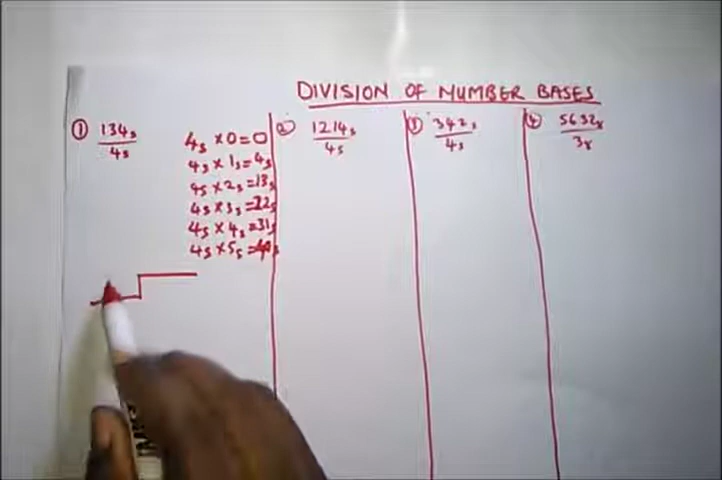 DIVISION OF NUMBER BASES
① 134₅
4₅
4₅ × 0 = 0
4₅ × 1₅ = 4₅
4₅ × 2₅ = 13₅
4₅ × 3₅ = 22₅
4₅ × 4₅ = 31₅
4₅ × 5₅ =
② 1214₅
4₅
③ 342₅
4₅
④ 5632₈
3₈